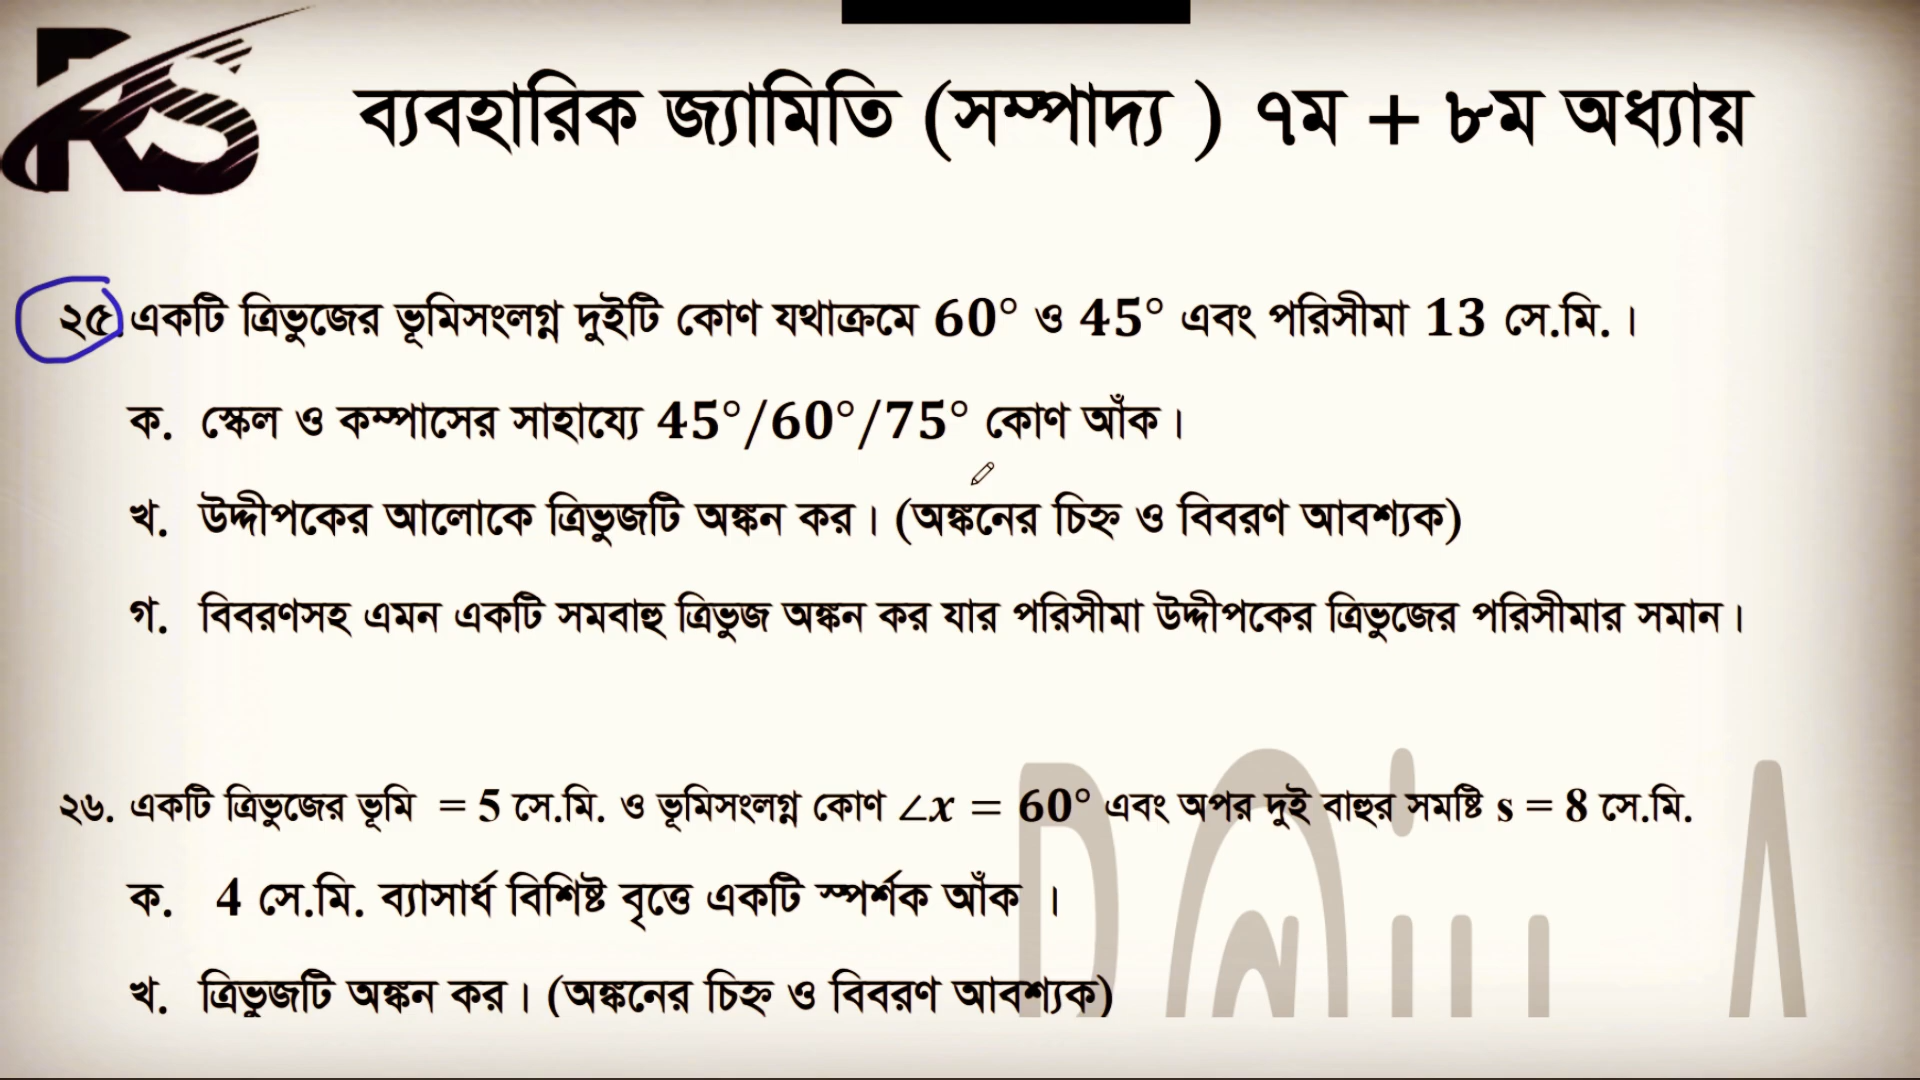 RS
ব্যবহারিক জ্যামিতি (সম্পাদ্য ) ৭ম + ৮ম অধ্যায়
২৫. একটি ত্রিভুজের ভূমিসংলগ্ন দুইটি কোণ যথাক্রমে 60° ও 45° এবং পরিসীমা 13 সে.মি. ।
ক. স্কেল ও কম্পাসের সাহায্যে 45°/60°/75° কোণ আঁক।
খ. উদ্দীপকের আলোকে ত্রিভুজটি অঙ্কন কর। (অঙ্কনের চিহ্ন ও বিবরণ আবশ্যক)
গ. বিবরণসহ এমন একটি সমবাহু ত্রিভুজ অঙ্কন কর যার পরিসীমা উদ্দীপকের ত্রিভুজের পরিসীমার সমান।
২৬. একটি ত্রিভুজের ভূমি = 5 সে.মি. ও ভূমিসংলগ্ন কোণ ∠x = 60° এবং অপর দুই বাহুর সমষ্টি s = 8 সে.মি.
ক. 4 সে.মি. ব্যাসার্ধ বিশিষ্ট বৃত্তে একটি স্পর্শক আঁক ।
খ. ত্রিভুজটি অঙ্কন কর। (অঙ্কনের চিহ্ন ও বিবরণ আবশ্যক)